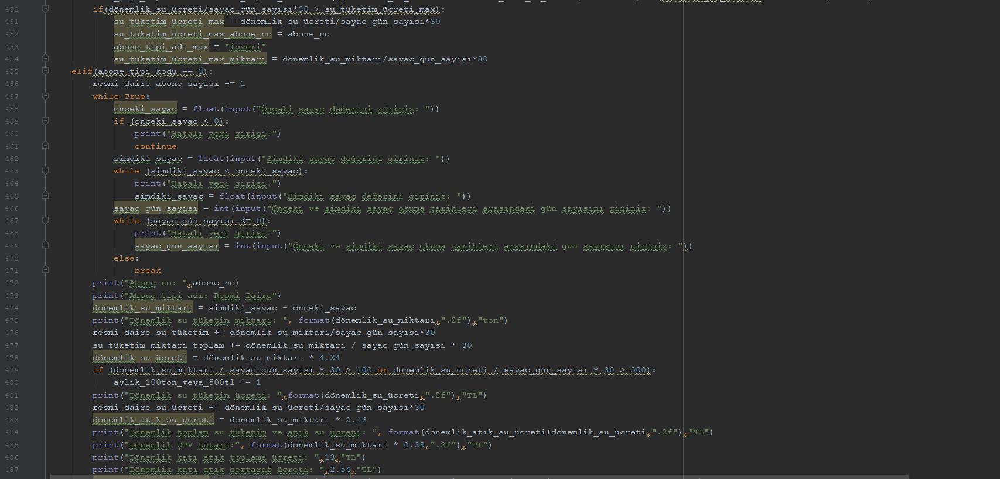 450 if(dönemlik_su_ücreti/sayac_gün_sayısı*30 > su_tüketim_ücreti_max):
451 su_tüketim_ücreti_max = dönemlik_su_ücreti/sayac_gün_sayısı*30
452 su_tüketim_ücreti_max_abone_no = abone_no
453 abone_tipi_adı_max = "İşyeri"
454 su_tüketim_ücreti_max_miktarı = dönemlik_su_miktarı/sayac_gün_sayısı*30
455 elif(abone_tipi_kodu == 3):
456 resmi_daire_abone_sayısı += 1
457 while True:
458 önceki_sayac = float(input("Önceki sayaç değerini giriniz: "))
459 if (önceki_sayac < 0):
460 print("Hatalı veri girişi!")
461 continue
462 simdiki_sayac = float(input("Şimdiki sayaç değerini giriniz: "))
463 while (simdiki_sayac < önceki_sayac):
464 print("Hatalı veri girişi!")
465 simdiki_sayac = float(input("Şimdiki sayaç değerini giriniz: "))
466 sayac_gün_sayısı = int(input("Önceki ve şimdiki sayaç okuma tarihleri arasındaki gün sayısını giriniz: "))
467 while (sayac_gün_sayısı <= 0):
468 print("Hatalı veri girişi!")
469 sayac_gün_sayısı = int(input("Önceki ve şimdiki sayaç okuma tarihleri arasındaki gün sayısını giriniz: "))
470 else:
471 break
472 print("Abone no: ",abone_no)
473 print("Abone tipi adı: Resmi Daire")
474 dönemlik_su_miktarı = simdiki_sayac - önceki_sayac
475 print("Dönemlik su tüketim miktarı: ", format(dönemlik_su_miktarı,".2f"),"ton")
476 resmi_daire_su_tüketim += dönemlik_su_miktarı/sayac_gün_sayısı*30
477 su_tüketim_miktarı_toplam += dönemlik_su_miktarı / sayac_gün_sayısı * 30
478 dönemlik_su_ücreti = dönemlik_su_miktarı * 4.34
479 if (dönemlik_su_miktarı / sayac_gün_sayısı * 30 > 100 or dönemlik_su_ücreti / sayac_gün_sayısı * 30 > 500):
480 aylık_100ton_veya_500tl += 1
481 print("Dönemlik su tüketim ücreti: ",format(dönemlik_su_ücreti,".2f"),"TL")
482 resmi_daire_su_ücreti += dönemlik_su_ücreti/sayac_gün_sayısı*30
483 dönemlik_atık_su_ücreti = dönemlik_su_miktarı * 2.16
484 print("Dönemlik toplam su tüketim ve atık su ücreti: ", format(dönemlik_atık_su_ücreti+dönemlik_su_ücreti,".2f"),"TL")
485 print("Dönemlik ÇTV tutarı:", format(dönemlik_su_miktarı * 0.39,".2f"),"TL")
486 print("Dönemlik katı atık toplama ücreti: ",13,"TL")
487 print("Dönemlik katı atık bertaraf ücreti: ",2.54,"TL")